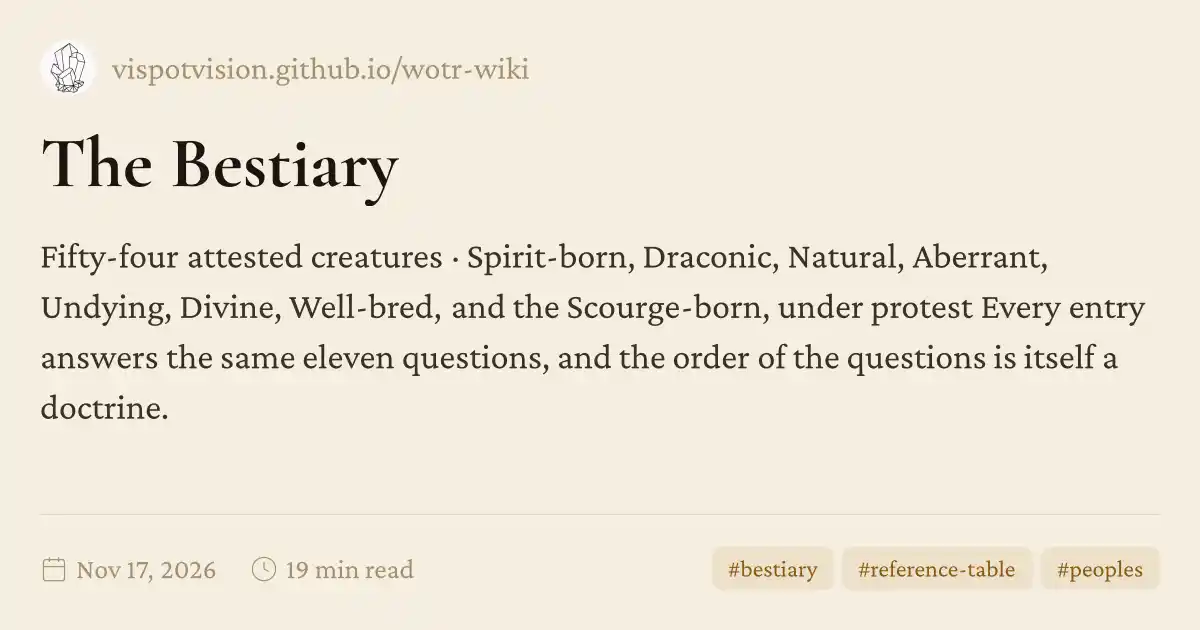 vispotvision.github.io/wotr-wiki
The Bestiary
Fifty-four attested creatures · Spirit-born, Draconic, Natural, Aberrant,
Undying, Divine, Well-bred, and the Scourge-born, under protest Every entry
answers the same eleven questions, and the order of the questions is itself a
doctrine.
Nov 17, 2026 19 min read #bestiary #reference-table #peoples